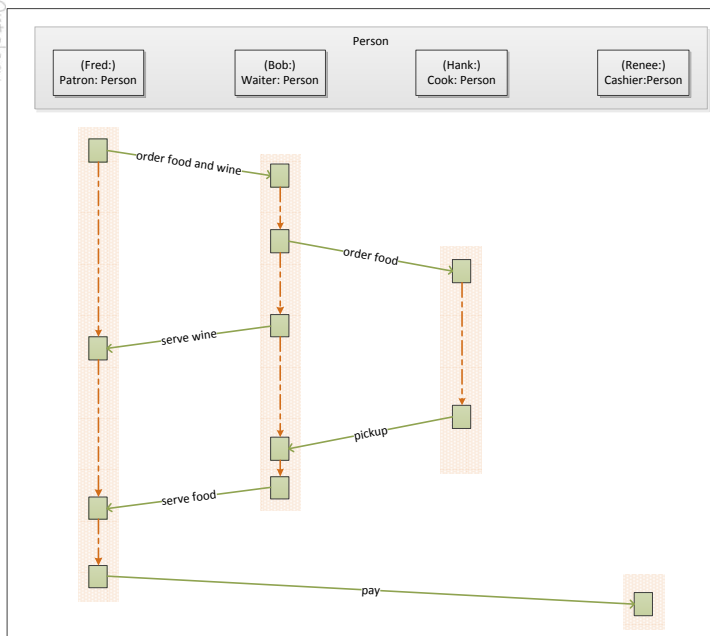 Person
(Fred:)
Patron: Person
(Bob:)
Waiter: Person
(Hank:)
Cook: Person
(Renee:)
Cashier:Person
order food and wine
order food
serve wine
pickup
serve food
pay